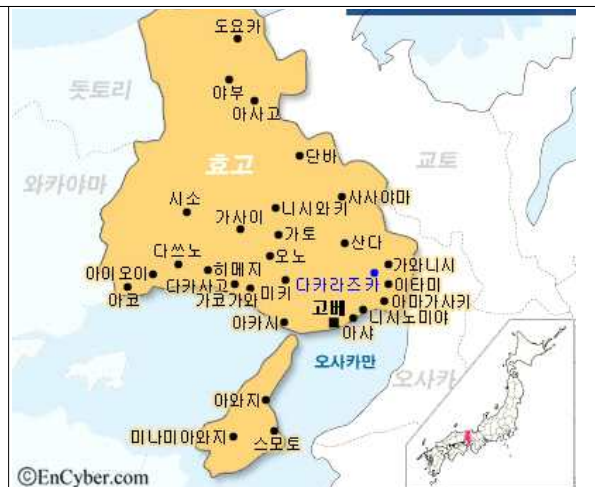 도요카
돗토리
야부
아사고
효고
단바
교토
와카야마
사사야마
시소
니시와키
가사이
가토
산다
다쓰노
오노
가와니시
아이오이
히메지
다카라즈카
이타미
아코
다카사고
미키
아마가사키
가코가와
고베
니시노미야
아카시
아샤
오사카만
오사카
아와지
미나미아와지
스모토
©EnCyber.com